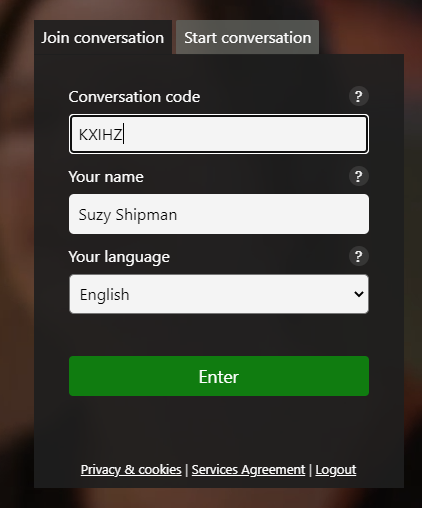 Join conversation Start conversation
Conversation code ?
KXIHZ
Your name ?
Suzy Shipman
Your language ?
English
Enter
Privacy & cookies | Services Agreement | Logout